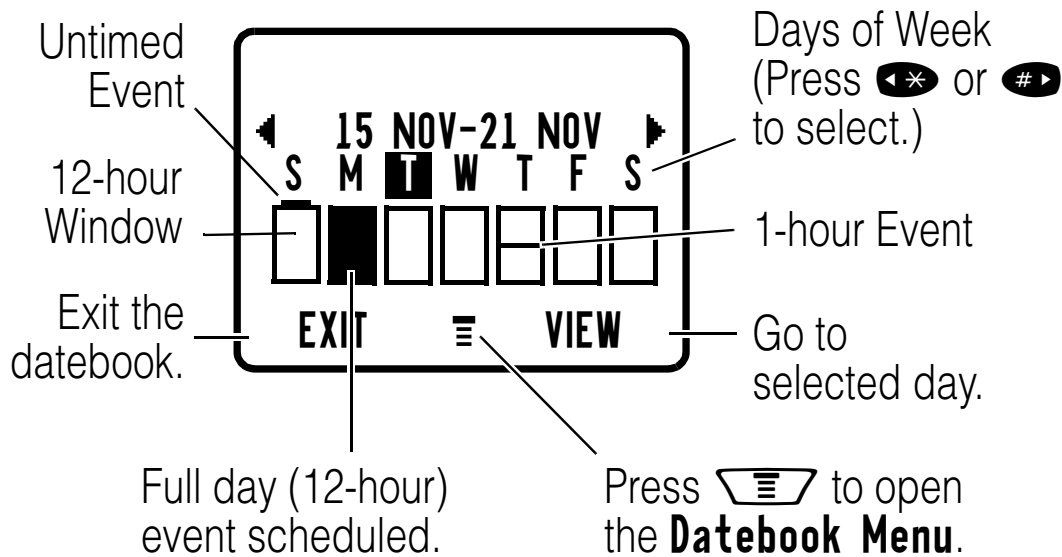 Untimed
Event
12-hour
Window
Exit the
datebook.
15 NOV-21 NOV
S M T W T F S
EXIT VIEW
Days of Week
(Press * or #
to select.)
1-hour Event
Go to
selected day.
Full day (12-hour)
event scheduled.
Press to open
the Datebook Menu.